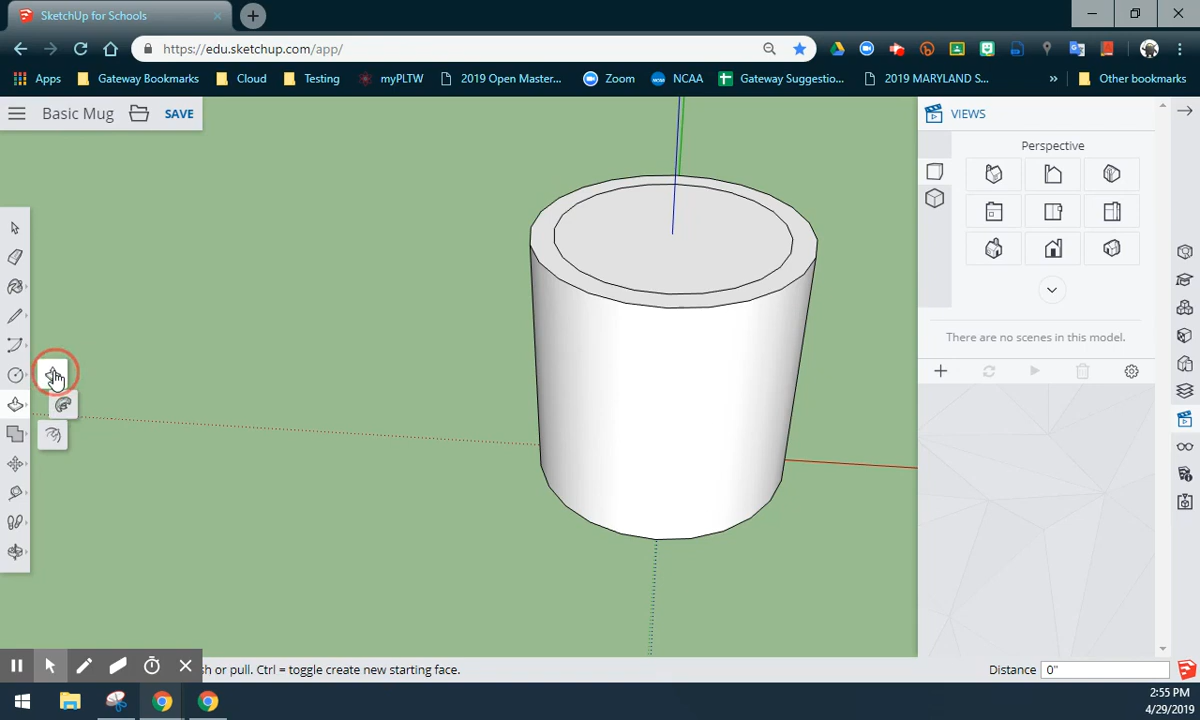 SketchUp for Schools
https://edu.sketchup.com/app/
Apps Gateway Bookmarks Cloud Testing myPLTW 2019 Open Master... Zoom NCAA Gateway Suggestio... 2019 MARYLAND S... » Other bookmarks
Basic Mug SAVE
VIEWS
Perspective
There are no scenes in this model.
sh or pull. Ctrl = toggle create new starting face.
Distance 0"
2:55 PM
4/29/2019